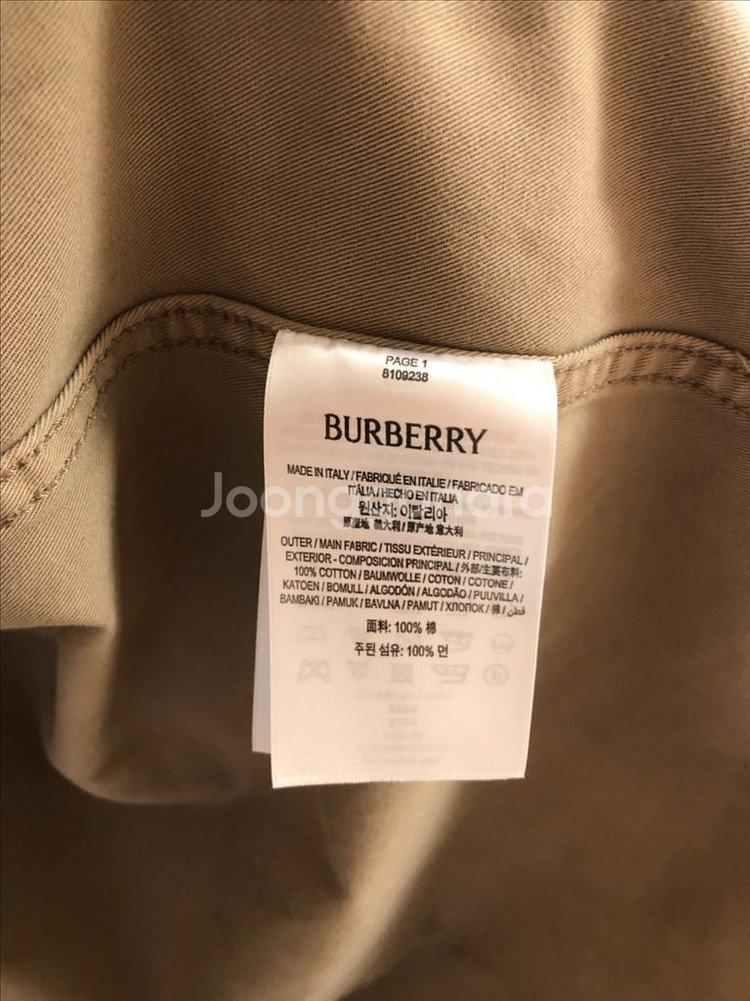 PAGE 1
8109238
BURBERRY
MADE IN ITALY / FABRIQUÉ EN ITALIE / FABRICADO EM
ITÁLIA / HECHO EN ITALIA
원산지: 이탈리아
原産地 義大利 / 原产地 意大利
OUTER / MAIN FABRIC / TISSU EXTÉRIEUR / PRINCIPAL /
EXTERIOR - COMPOSICION PRINCIPAL / 外部/主要布料:
100% COTTON / BAUMWOLLE / COTON / COTONE /
KATOEN / BOMULL / ALGODÓN / ALGODÃO / PUUVILLA /
BAMBAKI / PAMUK / BAVLNA / PAMUT / ХЛОПОК / 棉 / قطن
面料: 100% 棉
주된 섬유: 100% 면